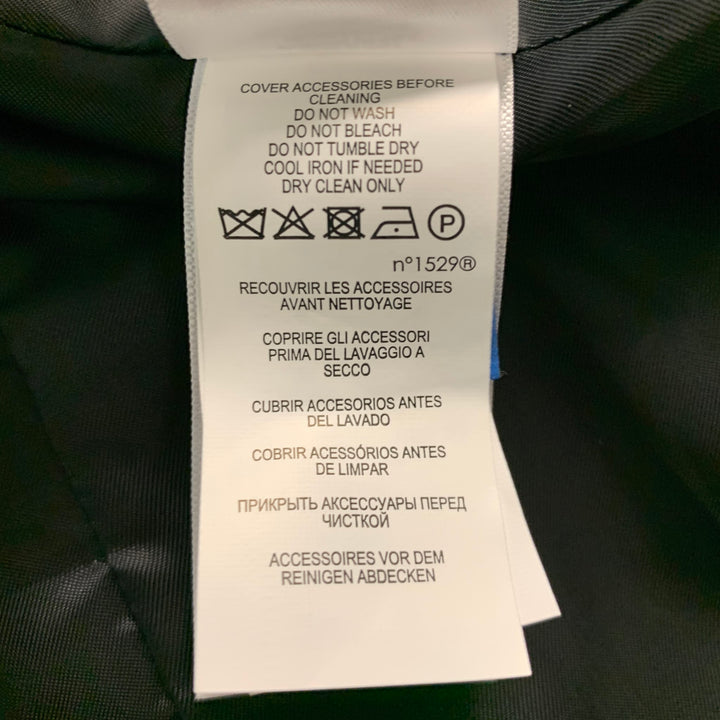 COVER ACCESSORIES BEFORE
CLEANING
DO NOT WASH
DO NOT BLEACH
DO NOT TUMBLE DRY
COOL IRON IF NEEDED
DRY CLEAN ONLY
P
n°1529®
RECOUVRIR LES ACCESSOIRES
AVANT NETTOYAGE
COPRIRE GLI ACCESSORI
PRIMA DEL LAVAGGIO A
SECCO
CUBRIR ACCESORIOS ANTES
DEL LAVADO
COBRIR ACESSÓRIOS ANTES
DE LIMPAR
ПРИКРЫТЬ АКСЕССУАРЫ ПЕРЕД
ЧИСТКОЙ
ACCESSOIRES VOR DEM
REINIGEN ABDECKEN